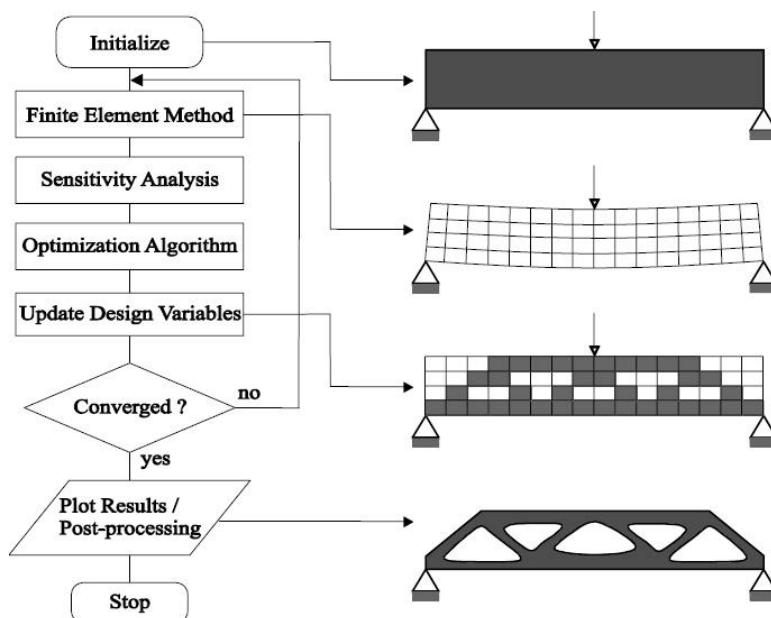 Initialize
Finite Element Method
Sensitivity Analysis
Optimization Algorithm
Update Design Variables
Converged ?
no
yes
Plot Results /
Post-processing
Stop